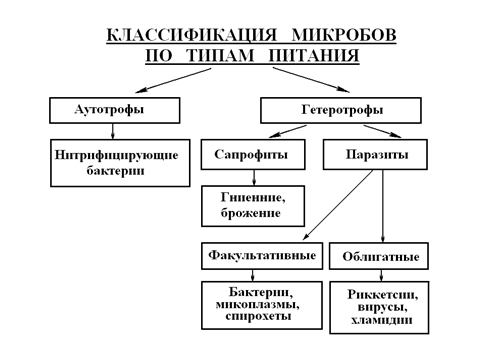 КЛАССИФИКАЦИЯ МИКРОБОВ
ПО ТИПАМ ПИТАНИЯ
Аутотрофы
Гетеротрофы
Нитрифицирующие
бактерии
Сапрофиты
Паразиты
Гниение,
брожение
Факультативные
Облигатные
Бактерии,
микоплазмы,
спирохеты
Риккетсии,
вирусы,
хламидии